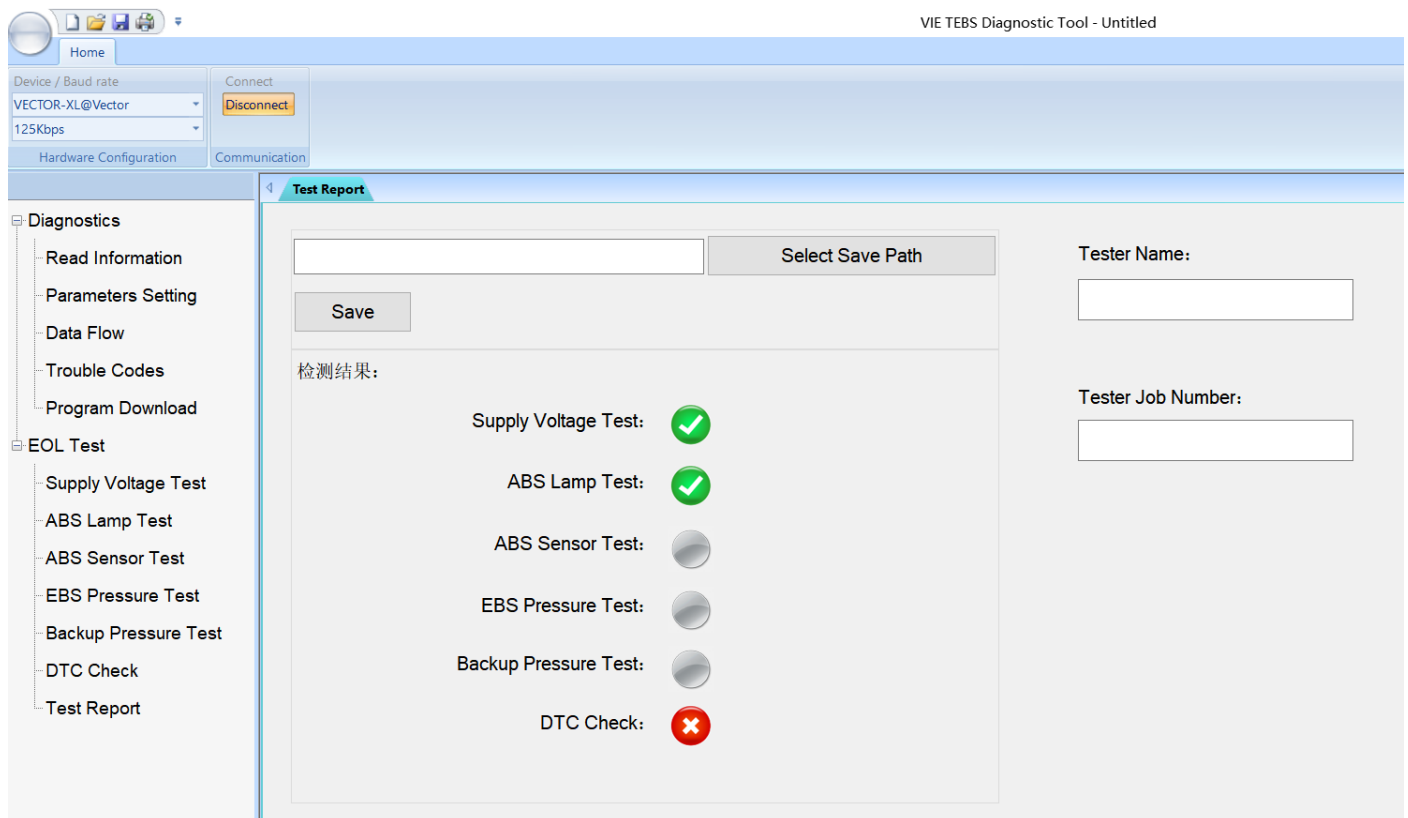 VIE TEBS Diagnostic Tool - Untitled
Home
Device / Baud rate
Connect
VECTOR-XL@Vector
Disconnect
125Kbps
Hardware Configuration
Communication
Test Report
Diagnostics
Read Information
Parameters Setting
Data Flow
Trouble Codes
Program Download
EOL Test
Supply Voltage Test
ABS Lamp Test
ABS Sensor Test
EBS Pressure Test
Backup Pressure Test
DTC Check
Test Report
Select Save Path
Save
检测结果：
Supply Voltage Test：
ABS Lamp Test：
ABS Sensor Test：
EBS Pressure Test：
Backup Pressure Test：
DTC Check：
Tester Name：
Tester Job Number：